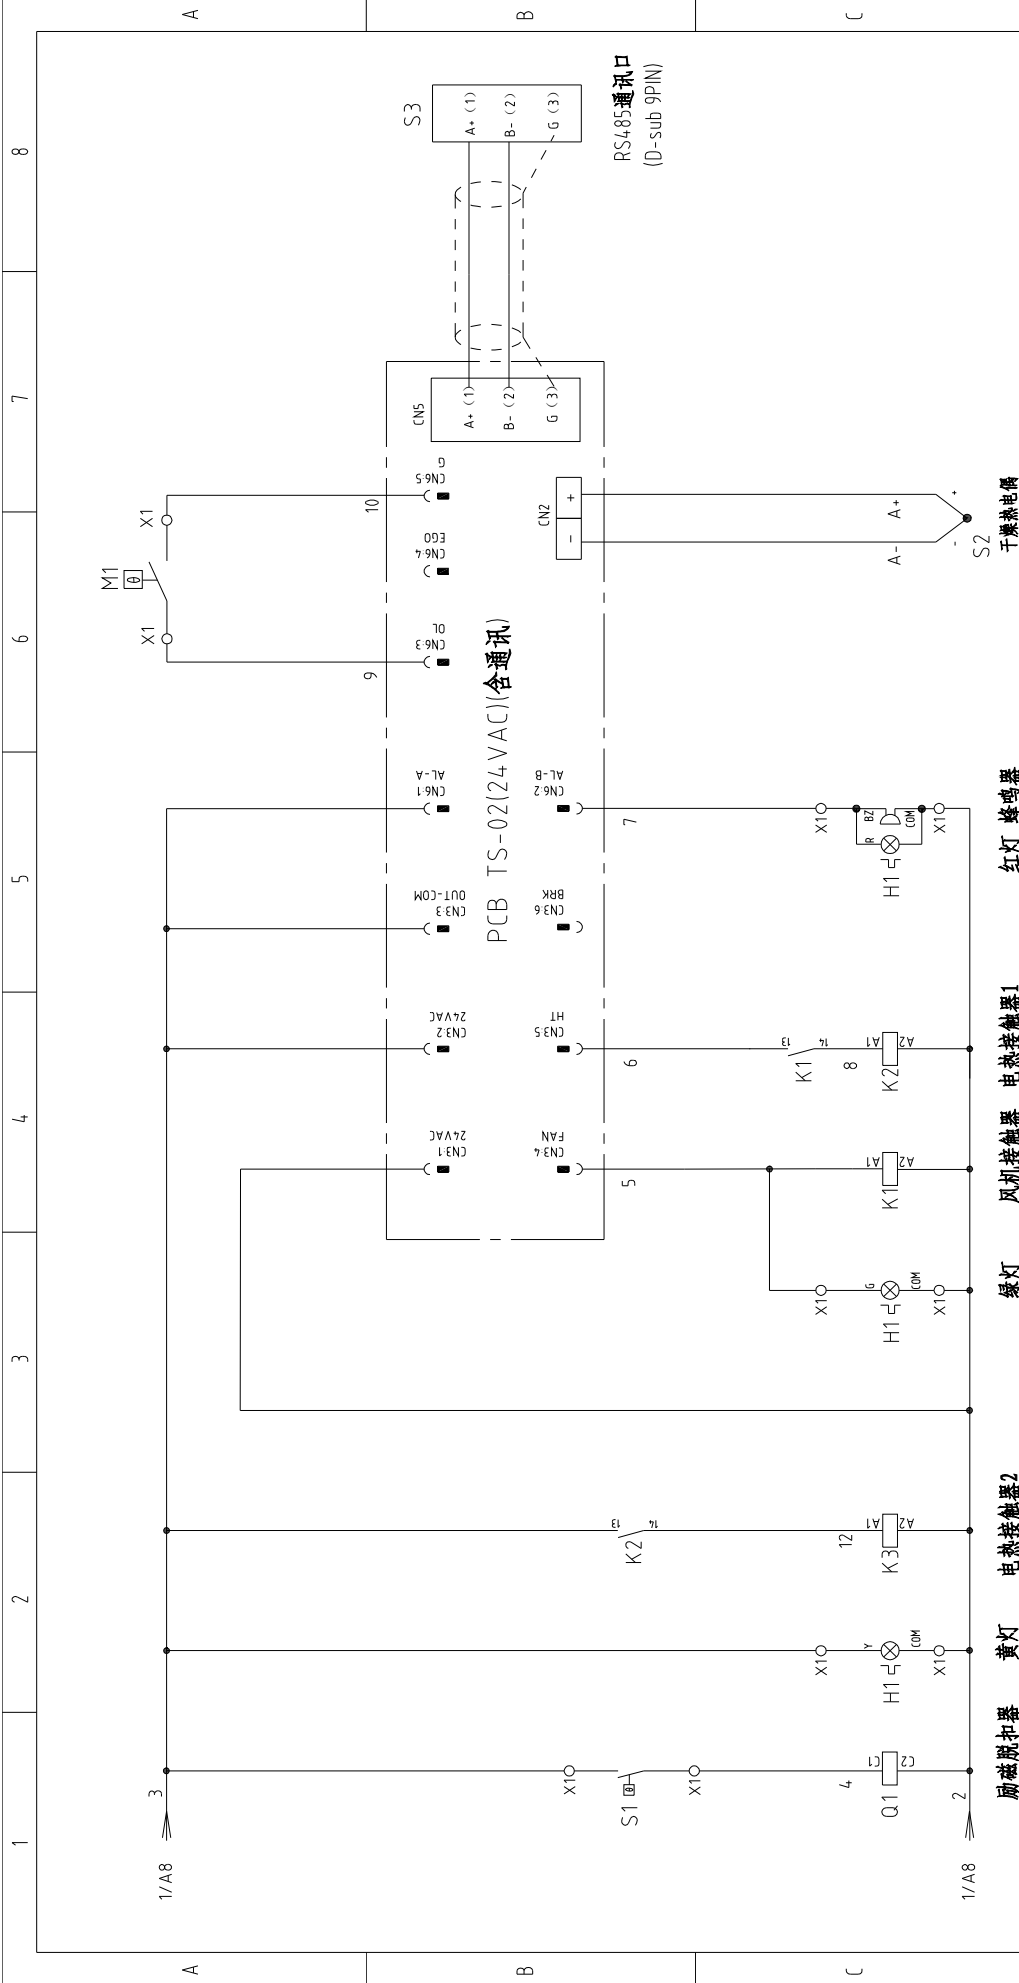 1
2
3
4
5
6
7
8
A
B
C
A
B
C
1/A8
3
1/A8
2
M1
θ
X1
X1
9
10
CN3:1
24VAC
CN3:2
24VAC
CN3:3
OUT-COM
CN6:1
AL-A
CN6:3
OL
CN6:4
EGO
CN6:5
G
CN5
A+ (1)
B- (2)
G (3)
S3
A+ (1)
B- (2)
G (3)
RS485通讯口
(D-sub 9PIN)
PCB TS-02(24VAC)(含通讯)
CN3:4
FAN
CN3:5
HT
CN3:6
BRK
CN6:2
AL-B
CN2
- +
5
6
7
X1
S1
θ
X1
4
Q1
C1
C2
X1
Y
H1
COM
X1
K2
13
14
12
K3
A1
A2
X1
G
H1
COM
X1
K1
A1
A2
K1
13
14
8
K2
A1
A2
X1
R
BZ
H1
COM
X1
A-
A+
-
+
S2
励磁脱扣器
黄灯
电热接触器2
绿灯
风机接触器
电热接触器1
红灯 蜂鸣器
干燥热电偶